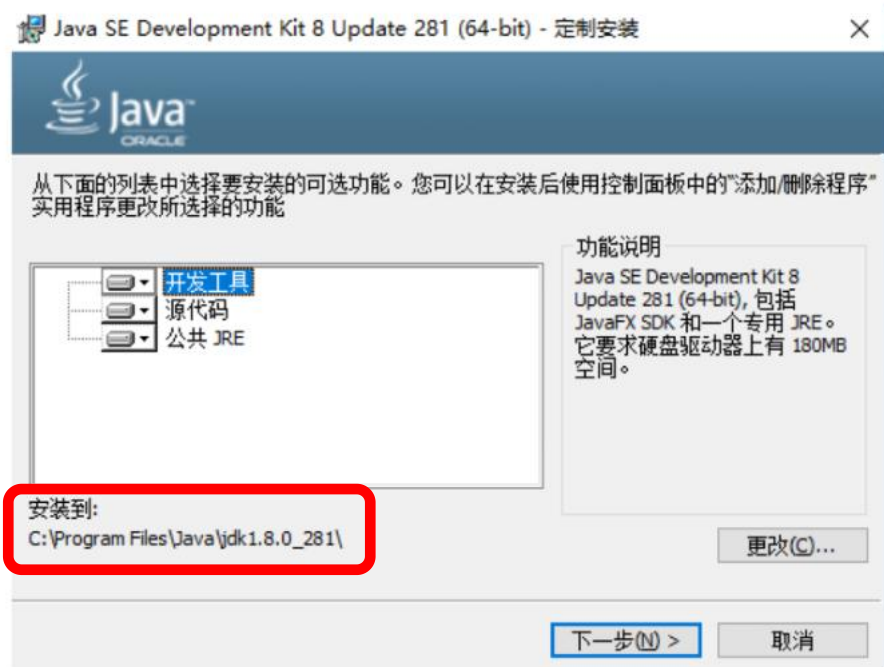 Java SE Development Kit 8 Update 281 (64-bit) - 定制安装
Java
ORACLE
从下面的列表中选择要安装的可选功能。您可以在安装后使用控制面板中的"添加/删除程序"
实用程序更改所选择的功能
开发工具
源代码
公共 JRE
功能说明
Java SE Development Kit 8
Update 281 (64-bit), 包括
JavaFX SDK 和一个专用 JRE。
它要求硬盘驱动器上有 180MB
空间。
安装到:
C:\Program Files\Java\jdk1.8.0_281\
更改(C)...
下一步(N) >
取消